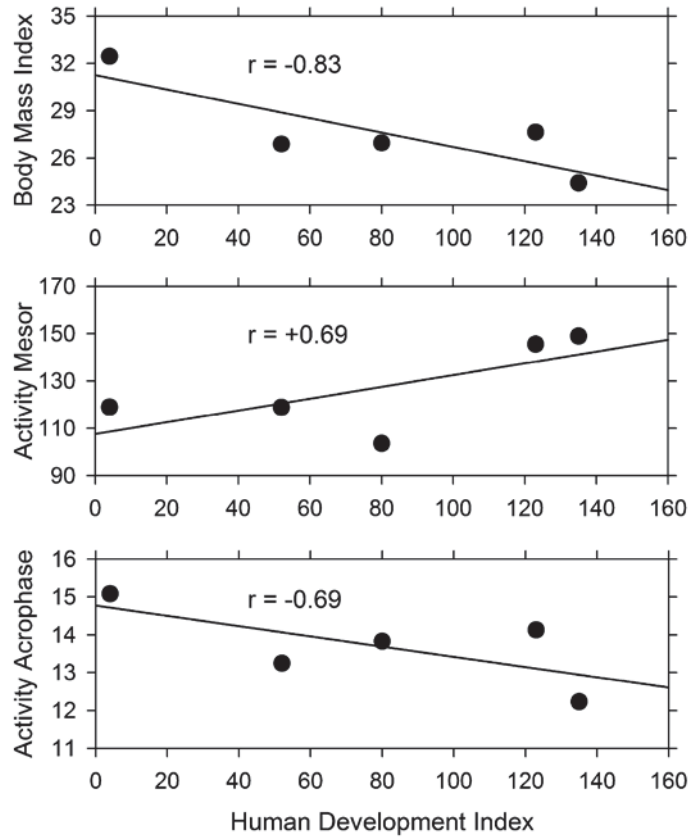 35
32
29
26
23
Body Mass Index
r = -0.83
0 20 40 60 80 100 120 140 160
170
150
130
110
90
Activity Mesor
r = +0.69
0 20 40 60 80 100 120 140 160
16
15
14
13
12
11
Activity Acrophase
r = -0.69
0 20 40 60 80 100 120 140 160
Human Development Index